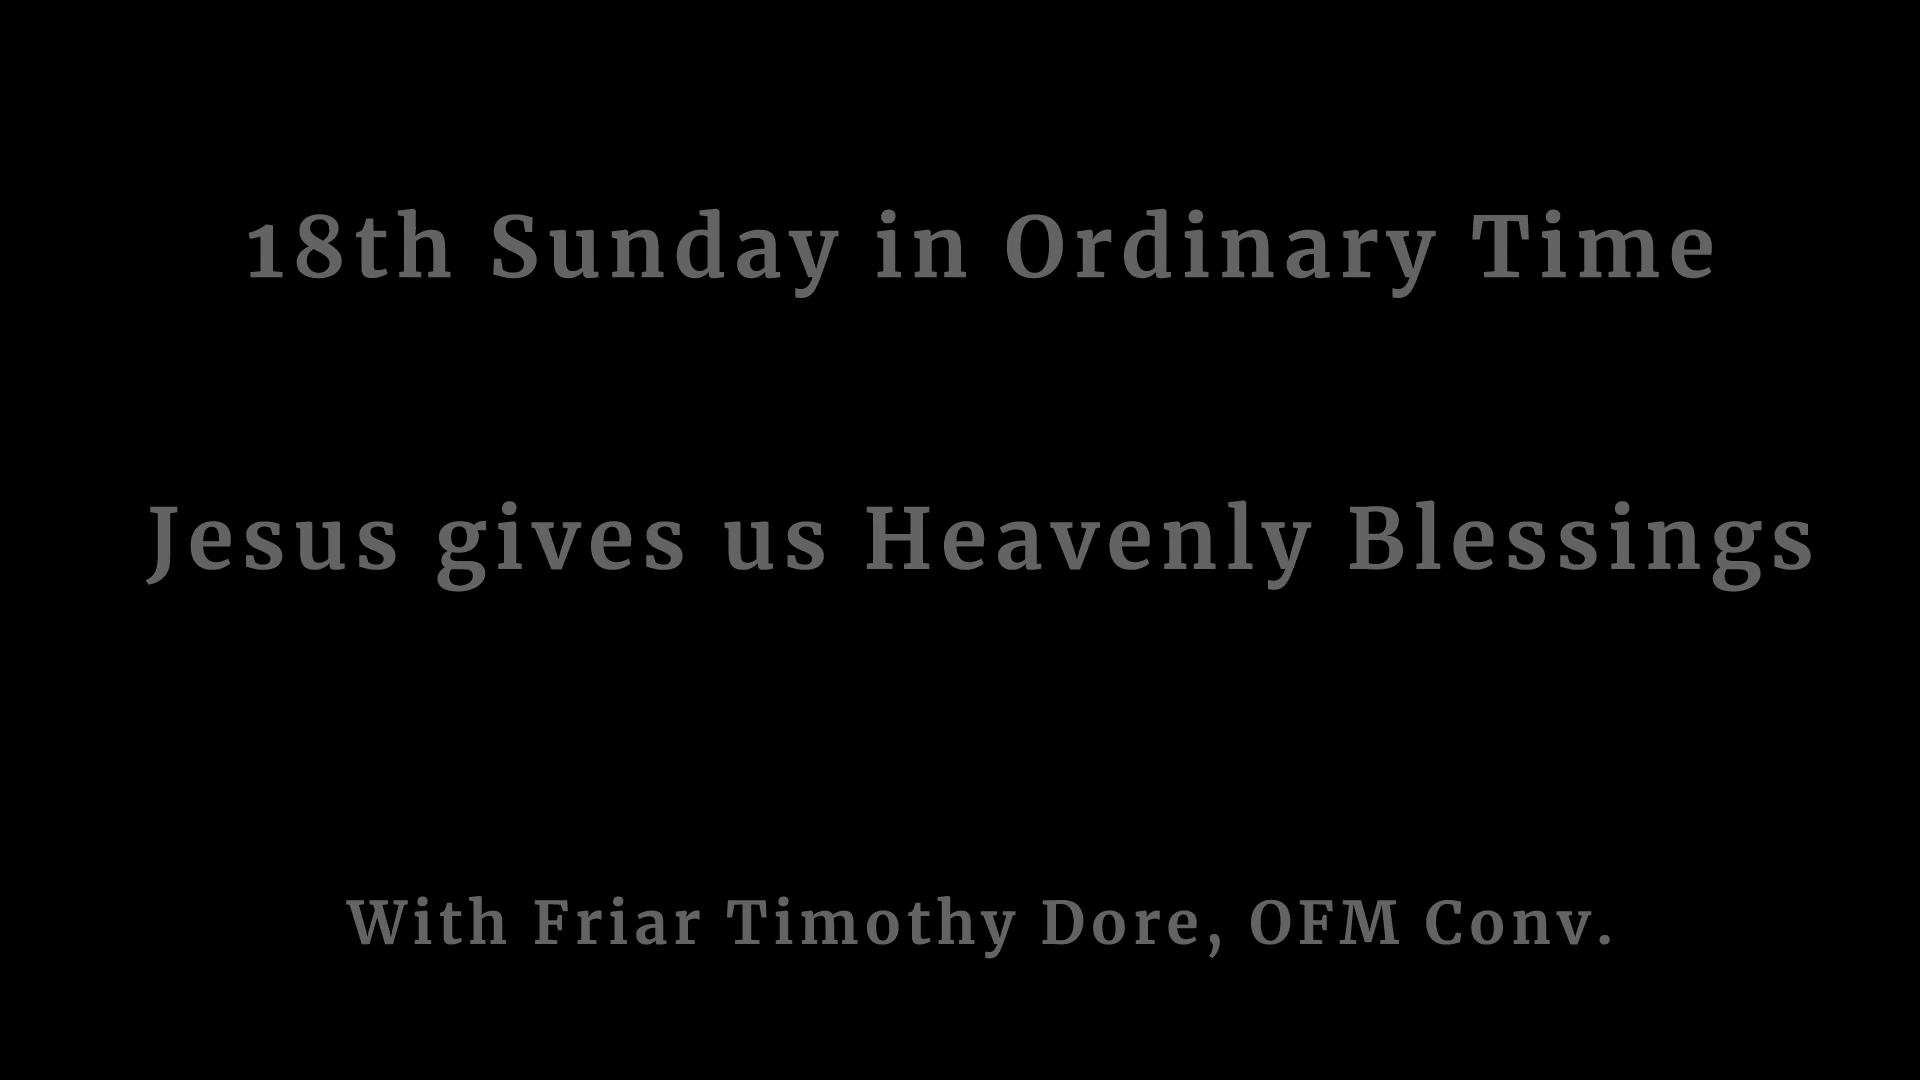 18th Sunday in Ordinary Time
Jesus gives us Heavenly Blessings
With Friar Timothy Dore, OFM Conv.